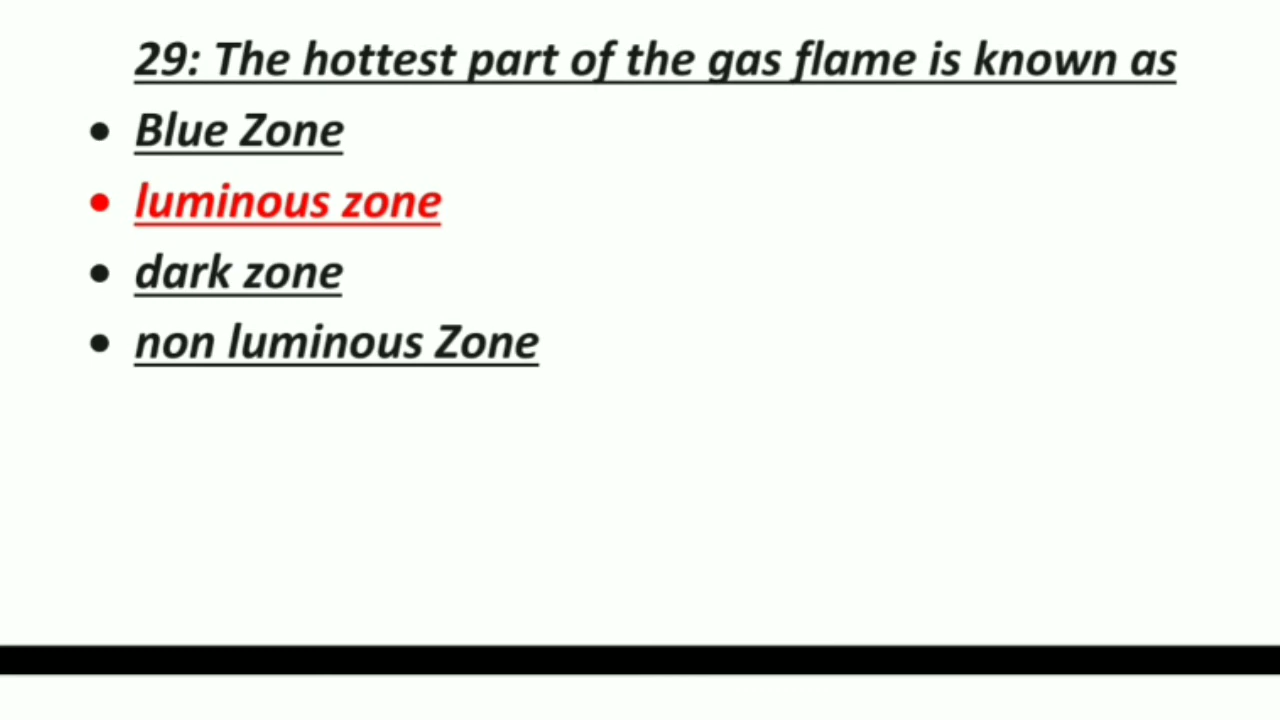 29: The hottest part of the gas flame is known as
• Blue Zone
• luminous zone
• dark zone
• non luminous Zone